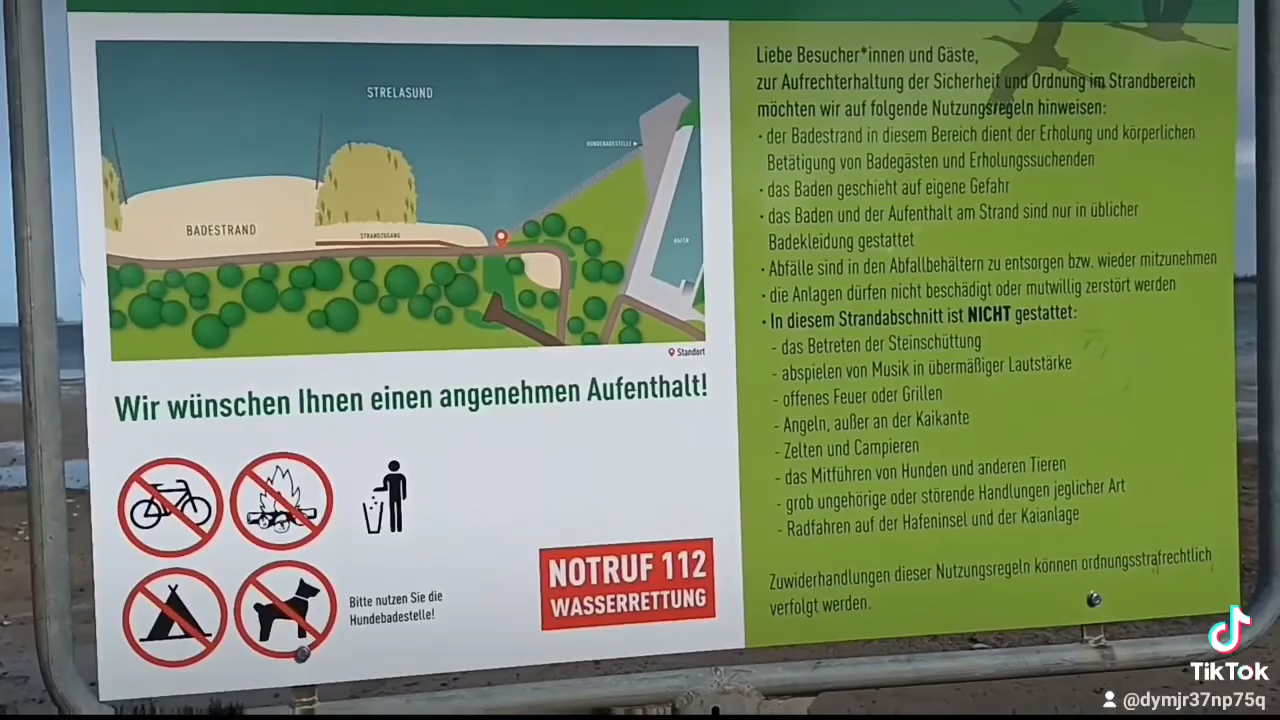 STRELASUND
HUNDEBADESTELLE
BADESTRAND
STRANDZUGANG
HAFEN
Standort
Wir wünschen Ihnen einen angenehmen Aufenthalt!
Bitte nutzen Sie die
Hundebadestelle!
NOTRUF 112
WASSERRETTUNG
Liebe Besucher*innen und Gäste,
zur Aufrechterhaltung der Sicherheit und Ordnung im Strandbereich
möchten wir auf folgende Nutzungsregeln hinweisen:
· der Badestrand in diesem Bereich dient der Erholung und körperlichen
Betätigung von Badegästen und Erholungssuchenden
· das Baden geschieht auf eigene Gefahr
· das Baden und der Aufenthalt am Strand sind nur in üblicher
Badekleidung gestattet
· Abfälle sind in den Abfallbehältern zu entsorgen bzw. wieder mitzunehmen
· die Anlagen dürfen nicht beschädigt oder mutwillig zerstört werden
· In diesem Strandabschnitt ist NICHT gestattet:
- das Betreten der Steinschüttung
- abspielen von Musik in übermäßiger Lautstärke
- offenes Feuer oder Grillen
- Angeln, außer an der Kaikante
- Zelten und Campieren
- das Mitführen von Hunden und anderen Tieren
- grob ungehörige oder störende Handlungen jeglicher Art
- Radfahren auf der Hafeninsel und der Kaianlage
Zuwiderhandlungen dieser Nutzungsregeln können ordnungsstrafrechtlich
verfolgt werden.
TikTok
@dymjr37np75q